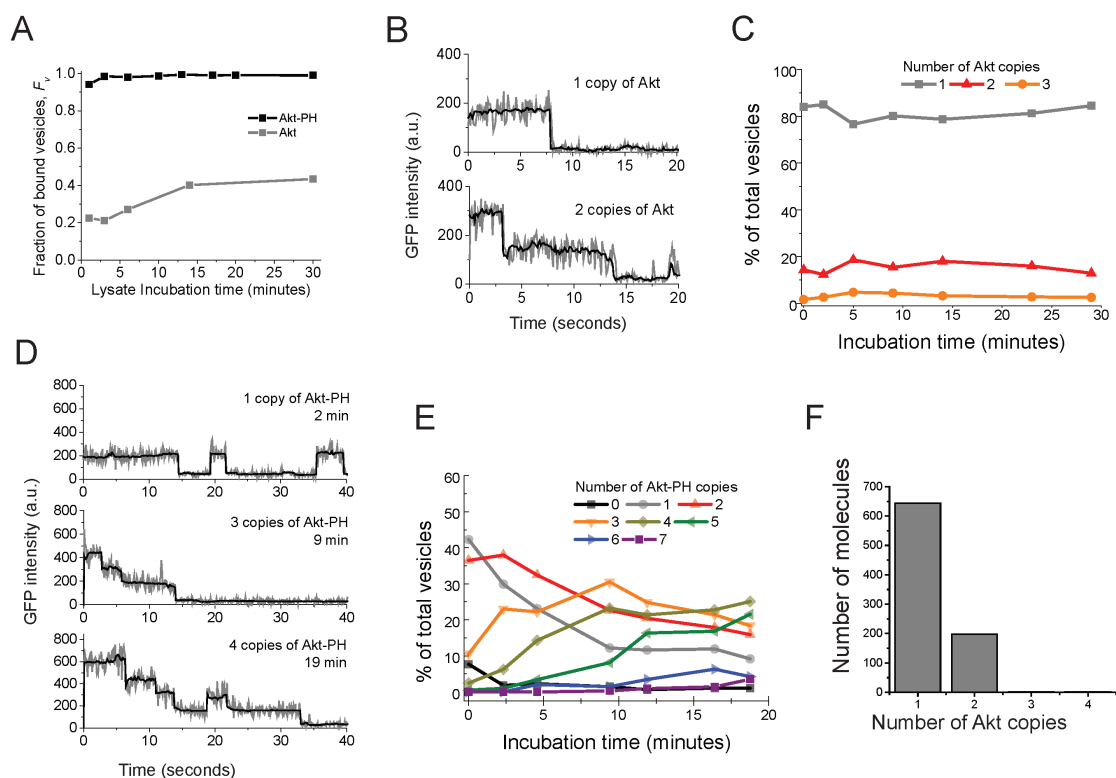 A
1.0
0.8
0.6
0.4
0.2
0.0
Fraction of bound vesicles, Fv
Akt-PH
Akt
0 5 10 15 20 25 30
Lysate Incubation time (minutes)
B
400
200
0
1 copy of Akt
0 5 10 15 20
400
200
0
2 copies of Akt
0 5 10 15 20
GFP intensity (a.u.)
Time (seconds)
C
100
80
60
40
20
0
% of total vesicles
Number of Akt copies
1 2 3
0 5 10 15 20 25 30
Incubation time (minutes)
D
800
600
400
200
0
1 copy of Akt-PH
2 min
0 10 20 30 40
800
600
400
200
0
3 copies of Akt-PH
9 min
0 10 20 30 40
800
600
400
200
0
4 copies of Akt-PH
19 min
0 10 20 30 40
GFP intensity (a.u.)
Time (seconds)
E
60
50
40
30
20
10
0
% of total vesicles
Number of Akt-PH copies
0 1 2
3 4 5
6 7
0 5 10 15 20
Incubation time (minutes)
F
700
600
500
400
300
200
100
0
Number of molecules
1 2 3 4
Number of Akt copies